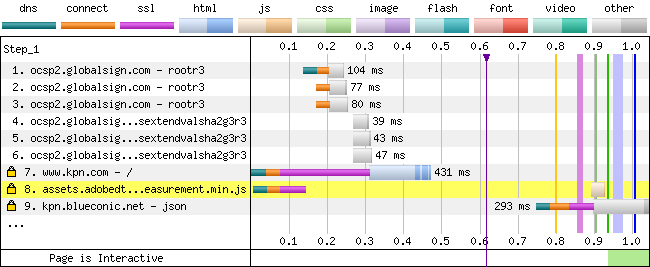 dns connect ssl html js css image flash font video other
Step_1 0.1 0.2 0.3 0.4 0.5 0.6 0.7 0.8 0.9 1.0
1. ocsp2.globalsign.com - rootr3 104 ms
2. ocsp2.globalsign.com - rootr3 77 ms
3. ocsp2.globalsign.com - rootr3 80 ms
4. ocsp2.globalsig...sextendvalsha2g3r3 39 ms
5. ocsp2.globalsig...sextendvalsha2g3r3 43 ms
6. ocsp2.globalsig...sextendvalsha2g3r3 47 ms
7. www.kpn.com - / 431 ms
8. assets.adobedt...easurement.min.js
9. kpn.blueconic.net - json 293 ms
...
0.1 0.2 0.3 0.4 0.5 0.6 0.7 0.8 0.9 1.0
Page is Interactive